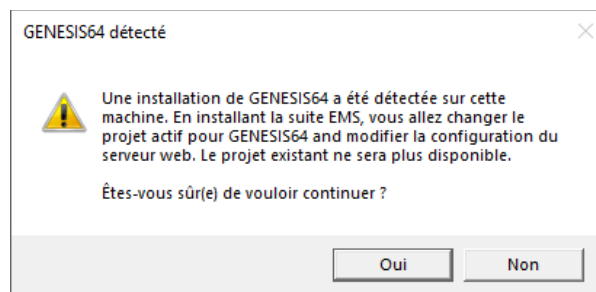 GENESIS64 détecté
Une installation de GENESIS64 a été détectée sur cette
machine. En installant la suite EMS, vous allez changer le
projet actif pour GENESIS64 and modifier la configuration du
serveur web. Le projet existant ne sera plus disponible.
Êtes-vous sûr(e) de vouloir continuer ?
Oui
Non